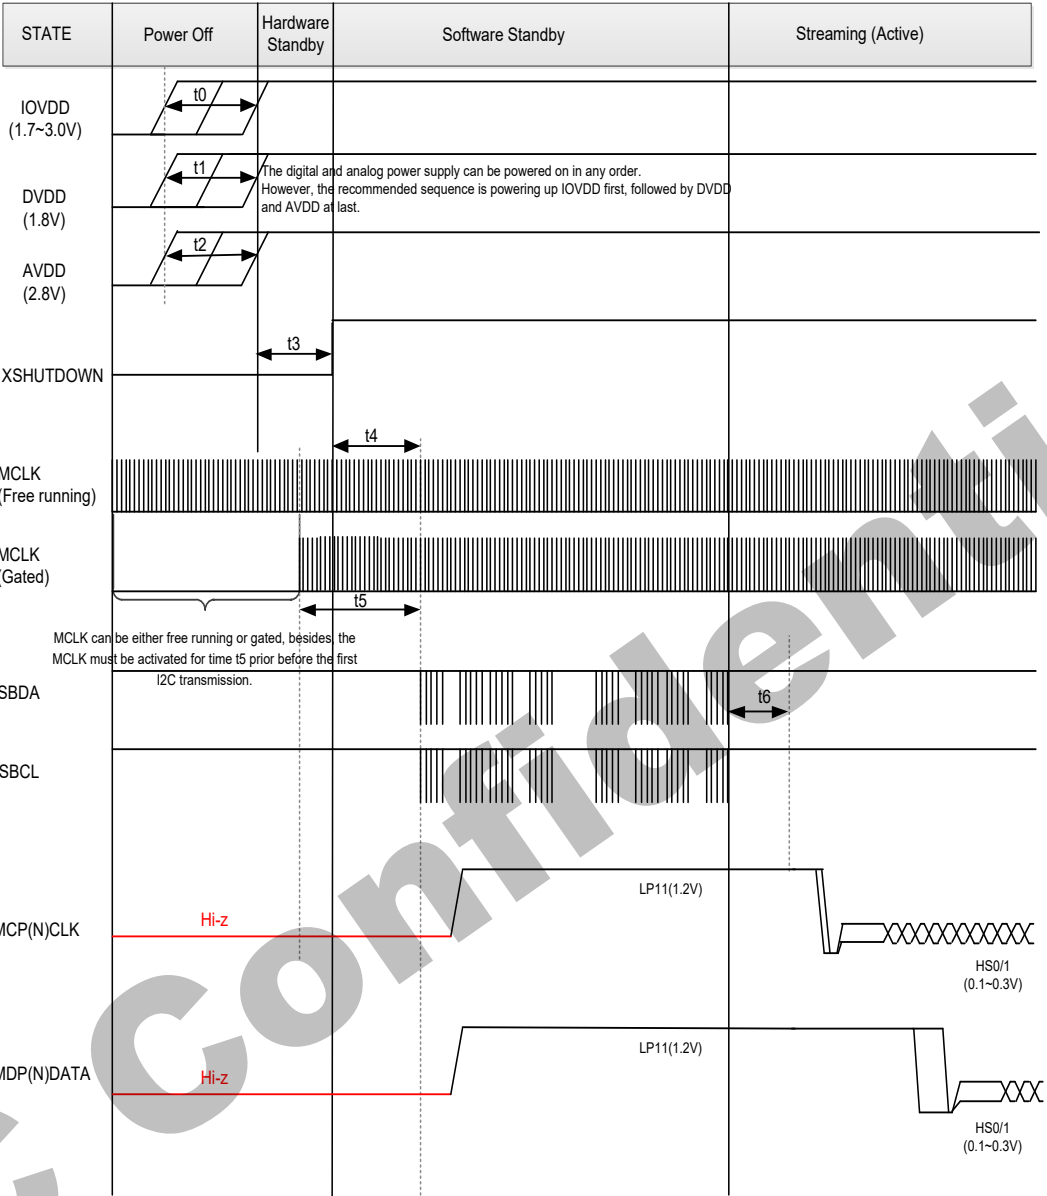 STATE
Power Off
Hardware
Standby
Software Standby
Streaming (Active)
IOVDD
(1.7~3.0V)
t0
DVDD
(1.8V)
t1
The digital and analog power supply can be powered on in any order.
However, the recommended sequence is powering up IOVDD first, followed by DVDD
and AVDD at last.
AVDD
(2.8V)
t2
t3
XSHUTDOWN
t4
MCLK
(Free running)
MCLK
(Gated)
t5
MCLK can be either free running or gated, besides, the
MCLK must be activated for time t5 prior before the first
I2C transmission.
SBDA
t6
SBCL
LP11(1.2V)
MCP(N)CLK
Hi-z
HS0/1
(0.1~0.3V)
LP11(1.2V)
MDP(N)DATA
Hi-z
HS0/1
(0.1~0.3V)
Confidenti